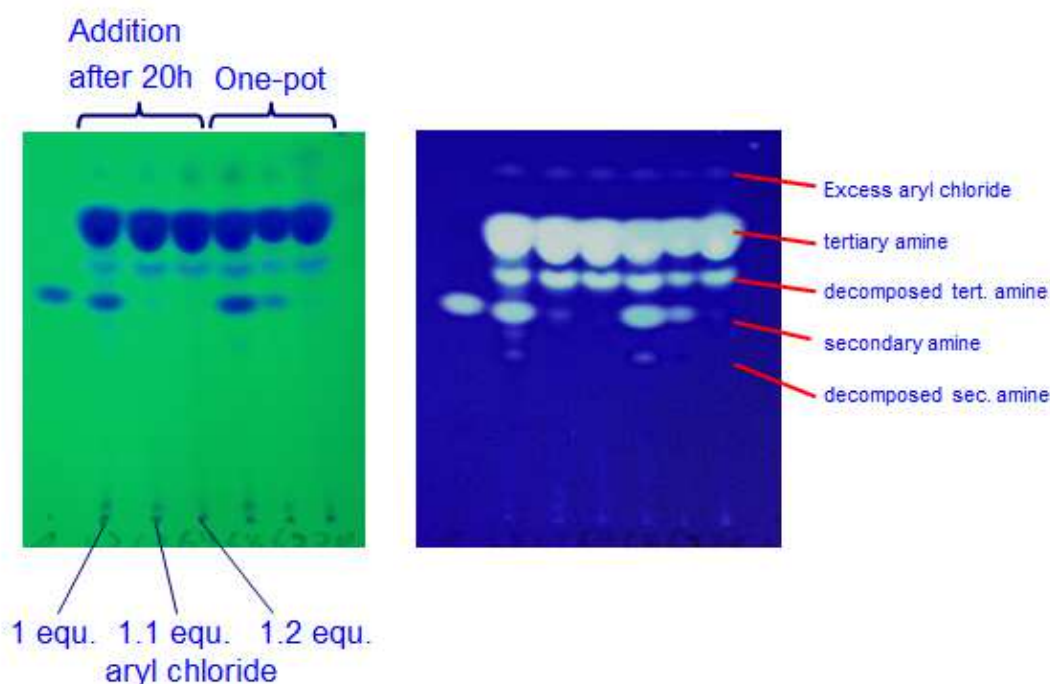 Addition
after 20h One-pot
Excess aryl chloride
tertiary amine
decomposed tert. amine
secondary amine
decomposed sec. amine
1 equ. 1.1 equ. 1.2 equ.
aryl chloride